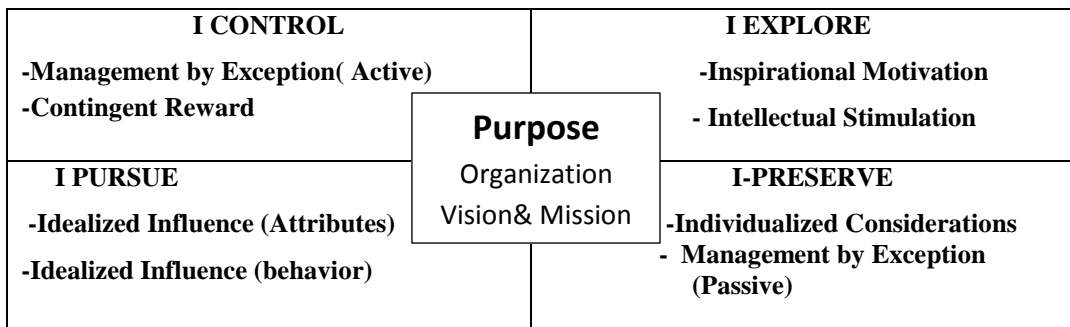 I CONTROL
-Management by Exception( Active)
-Contingent Reward
I EXPLORE
-Inspirational Motivation
- Intellectual Stimulation
Purpose
Organization
Vision& Mission
I PURSUE
-Idealized Influence (Attributes)
-Idealized Influence (behavior)
I-PRESERVE
-Individualized Considerations
- Management by Exception
(Passive)